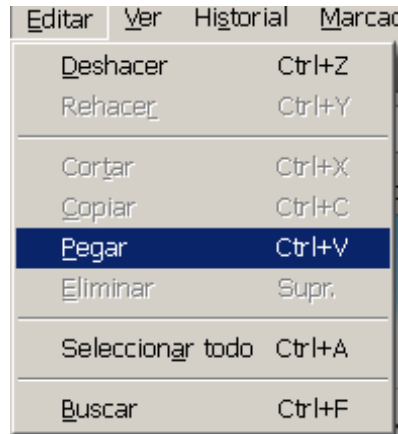 Editar Ver Historial Marcad
Deshacer Ctrl+Z
Rehacer Ctrl+Y
Cortar Ctrl+X
Copiar Ctrl+C
Pegar Ctrl+V
Eliminar Supr.
Seleccionar todo Ctrl+A
Buscar Ctrl+F